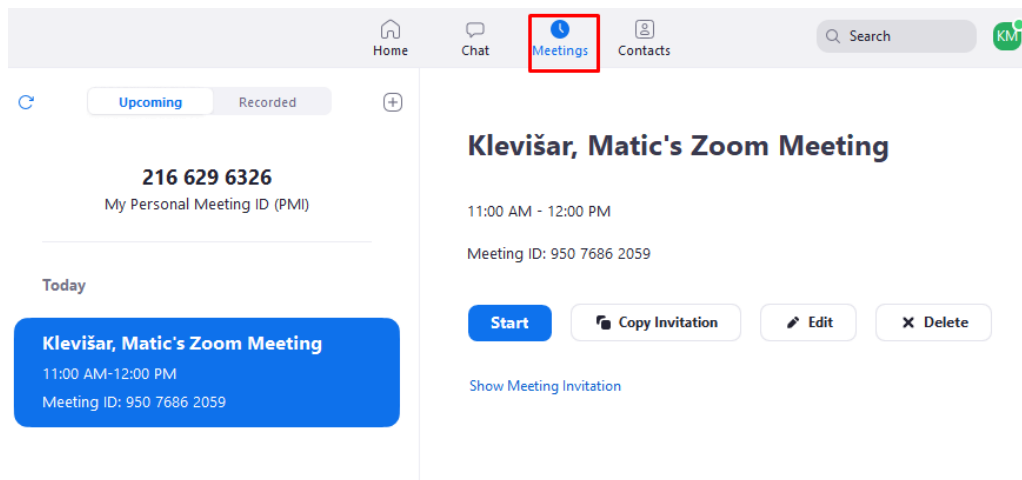 Home
Chat
Meetings
Contacts
Search
KM
Upcoming
Recorded
216 629 6326
My Personal Meeting ID (PMI)
Today
Klevišar, Matic's Zoom Meeting
11:00 AM-12:00 PM
Meeting ID: 950 7686 2059
Klevišar, Matic's Zoom Meeting
11:00 AM - 12:00 PM
Meeting ID: 950 7686 2059
Start
Copy Invitation
Edit
Delete
Show Meeting Invitation